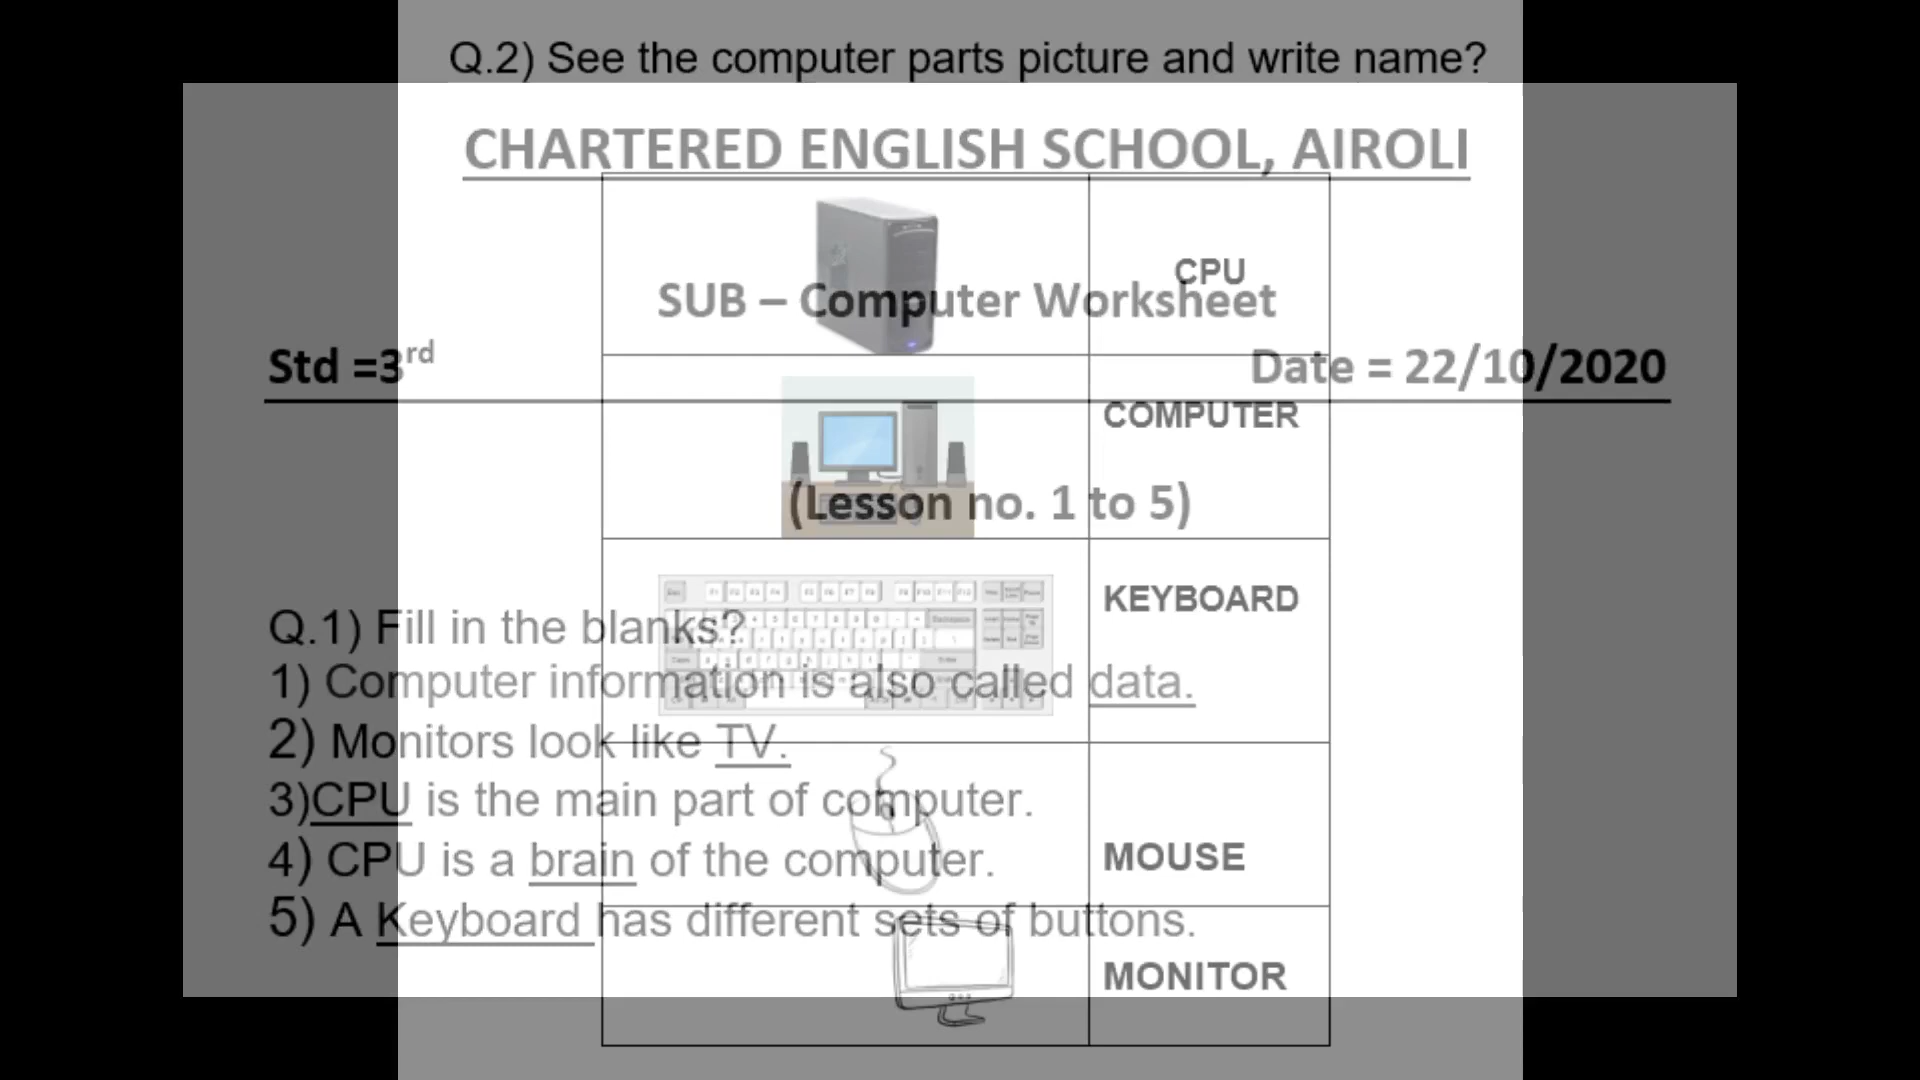 Q.2) See the computer parts picture and write name?
CHARTERED ENGLISH SCHOOL, AIROLI
CPU
SUB – Computer Worksheet
Std =3rd
Date = 22/10/2020
COMPUTER
(Lesson no. 1 to 5)
KEYBOARD
Q.1) Fill in the blanks?
1) Computer information is also called data.
2) Monitors look like TV.
3)CPU is the main part of computer.
4) CPU is a brain of the computer.
MOUSE
5) A Keyboard has different sets of buttons.
MONITOR